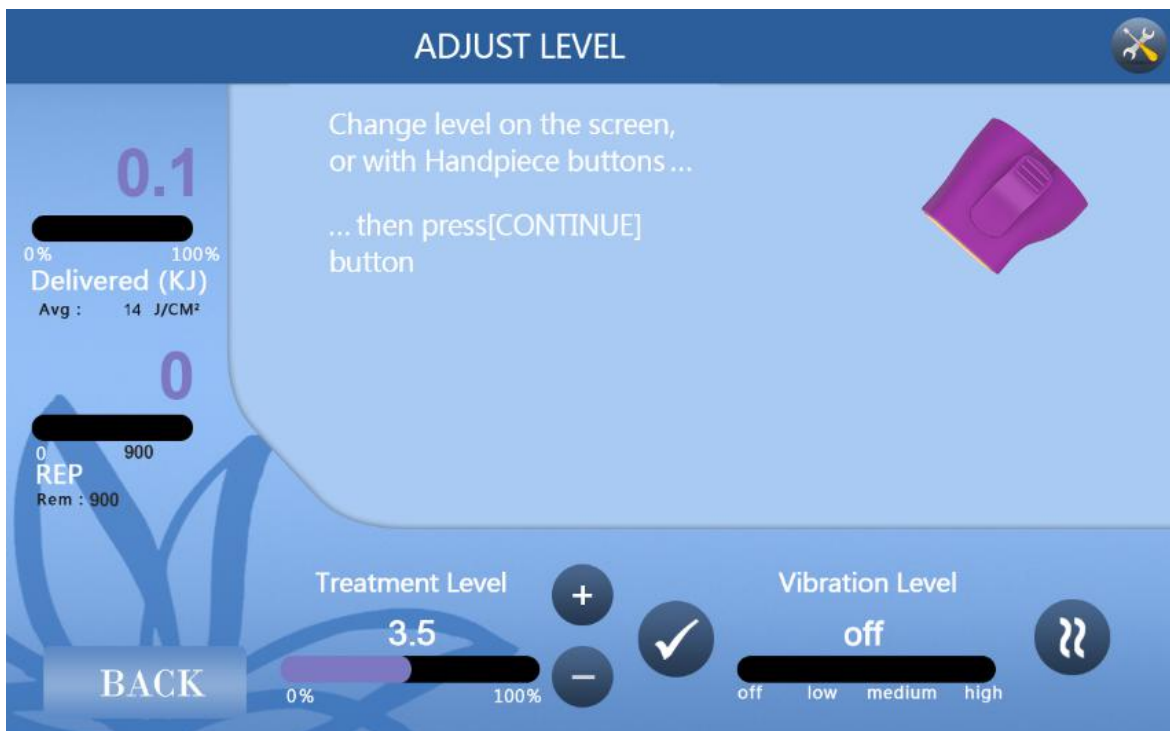 ADJUST LEVEL
Change level on the screen,
or with Handpiece buttons ...
... then press[CONTINUE]
button
0.1
0% 100%
Delivered (KJ)
Avg : 14 J/CM²
0
0 900
REP
Rem : 900
BACK
Treatment Level
3.5
0% 100%
+
−
Vibration Level
off
off low medium high